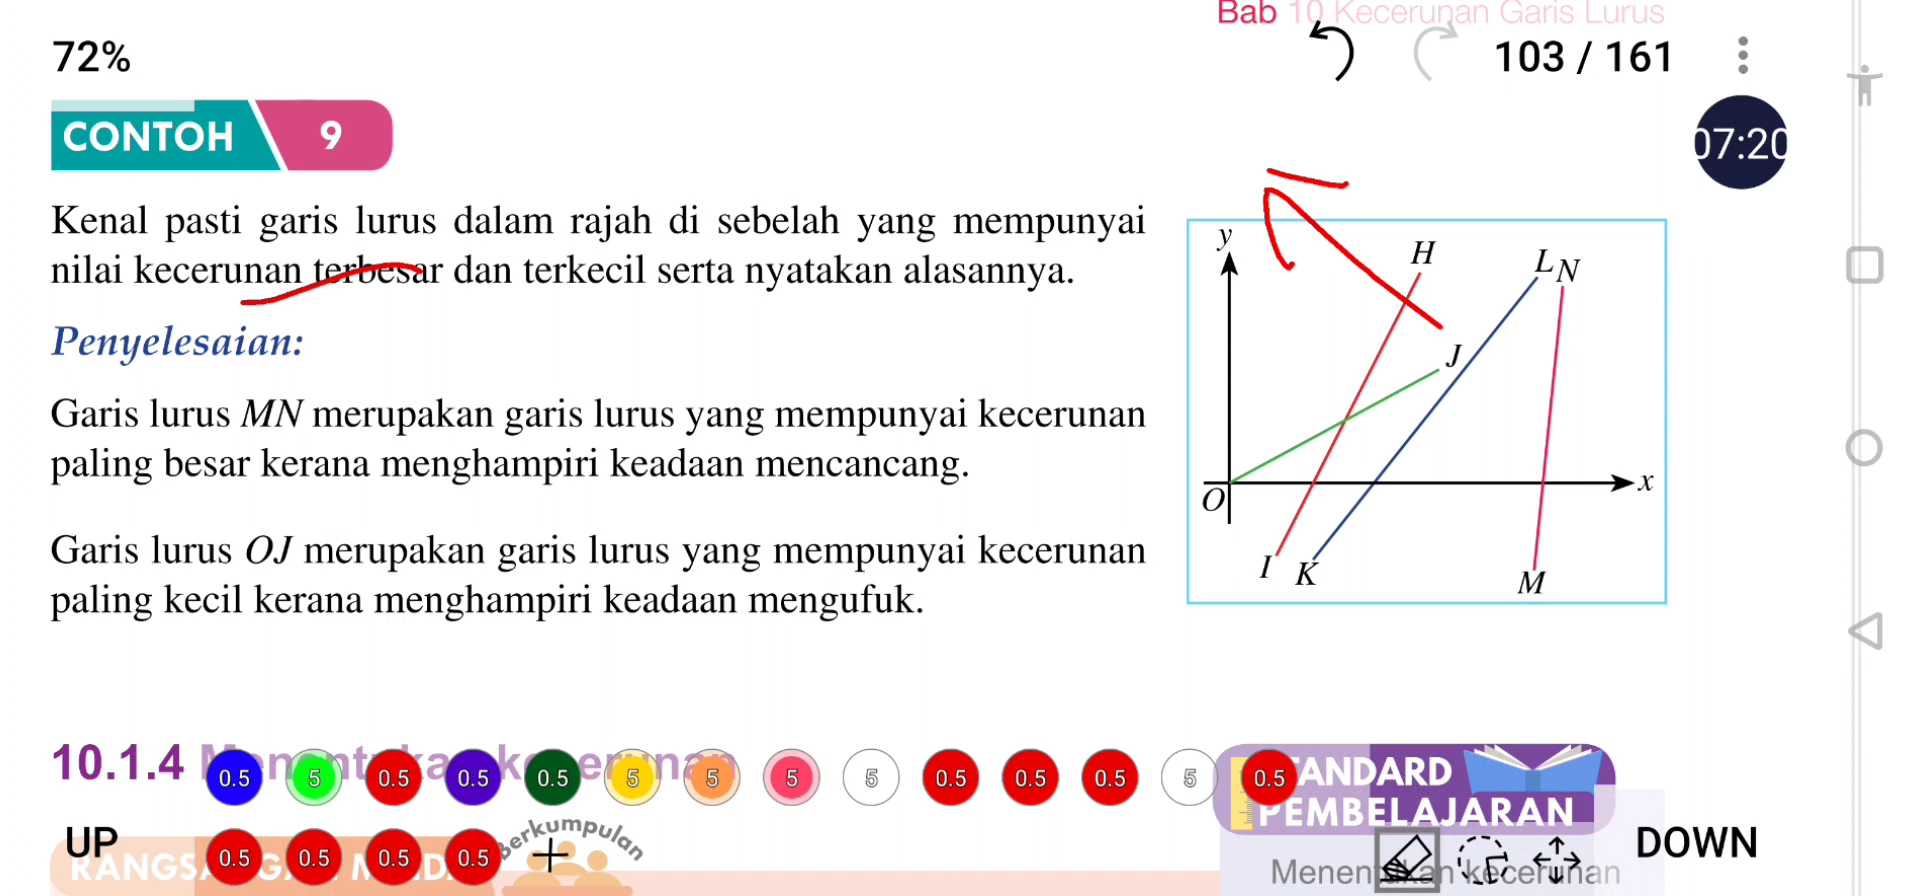 Bab 10 Kecerunan Garis Lurus
72%
103 / 161
07:20
CONTOH 9
Kenal pasti garis lurus dalam rajah di sebelah yang mempunyai
nilai kecerunan terbesar dan terkecil serta nyatakan alasannya.
Penyelesaian:
Garis lurus MN merupakan garis lurus yang mempunyai kecerunan
paling besar kerana menghampiri keadaan mencancang.
Garis lurus OJ merupakan garis lurus yang mempunyai kecerunan
paling kecil kerana menghampiri keadaan mengufuk.
y
H
L N
J
O
x
I K
M
10.1.4 Menentukan kecerunan
0.5 5 0.5 0.5 0.5 5 5 5 5 0.5 0.5 0.5 5 0.5
PEMBELAJARAN
UP
0.5 0.5 0.5 0.5
Berkumpulan
+
DOWN
Menentukan kecerunan